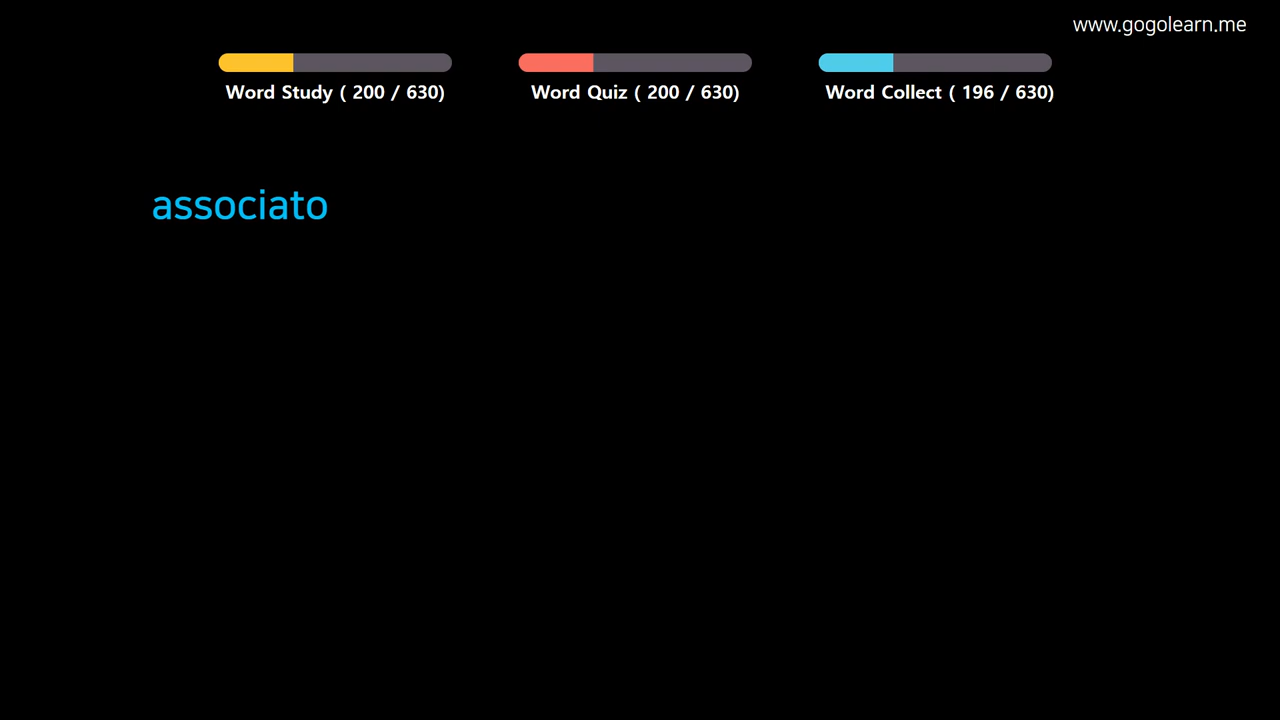 www.gogolearn.me
Word Study ( 200 / 630)
Word Quiz ( 200 / 630)
Word Collect ( 196 / 630)
associato